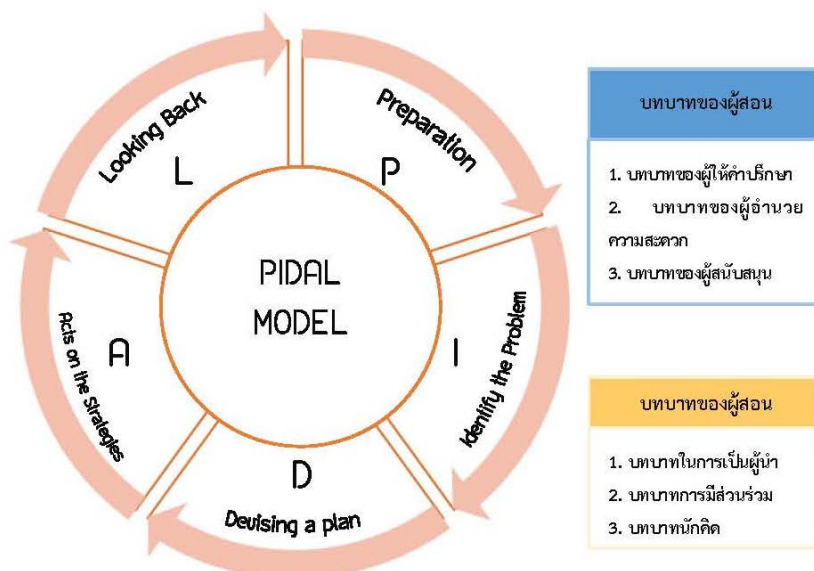 Looking Back
L
Preparation
P
PIDAL
MODEL
A
Acts on the Strategies
I
Identify the Problem
D
Devising a plan
บทบาทของผู้สอน
1. บทบาทของผู้ให้คำปรึกษา
2. บทบาทของผู้อำนวย
ความสะดวก
3. บทบาทของผู้สนับสนุน
บทบาทของผู้สอน
1. บทบาทในการเป็นผู้นำ
2. บทบาทการมีส่วนร่วม
3. บทบาทนักคิด